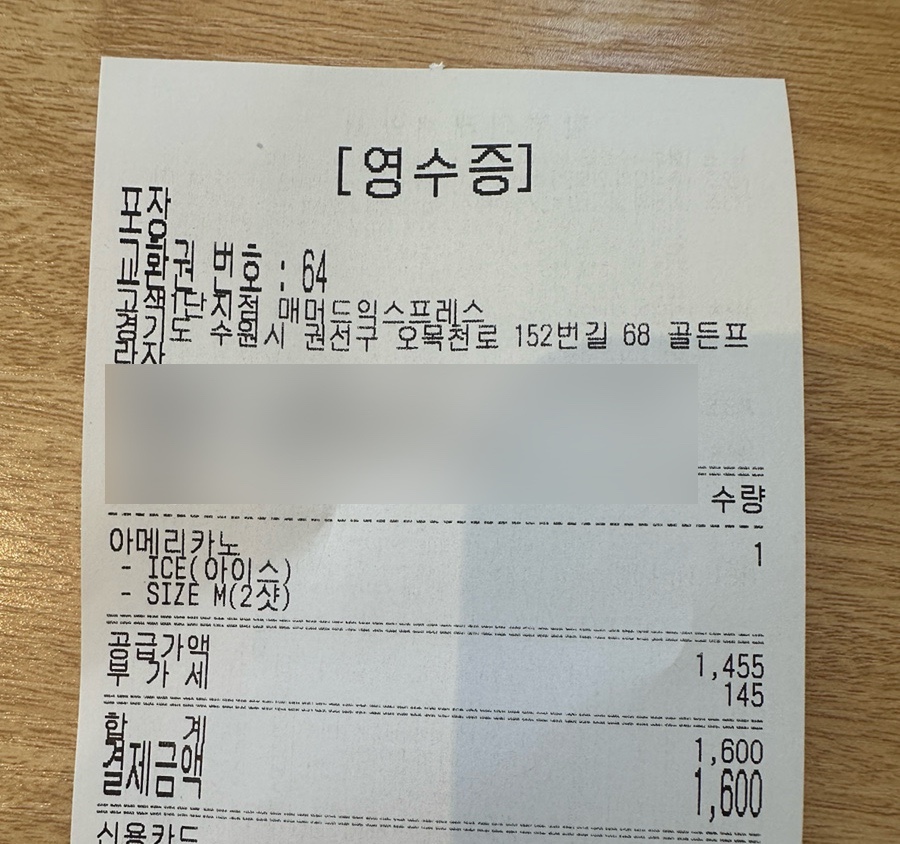 [영수증]
포장
교환권 번호 : 64
고색1단지점 매머드익스프레스
경기도 수원시 권선구 오목천로 152번길 68 골든프
라자
수량
아메리카노 1
- ICE(아이스)
- SIZE M(2샷)
공급가액 1,455
부 가 세 145
합 계 1,600
결제금액 1,600
신용카드